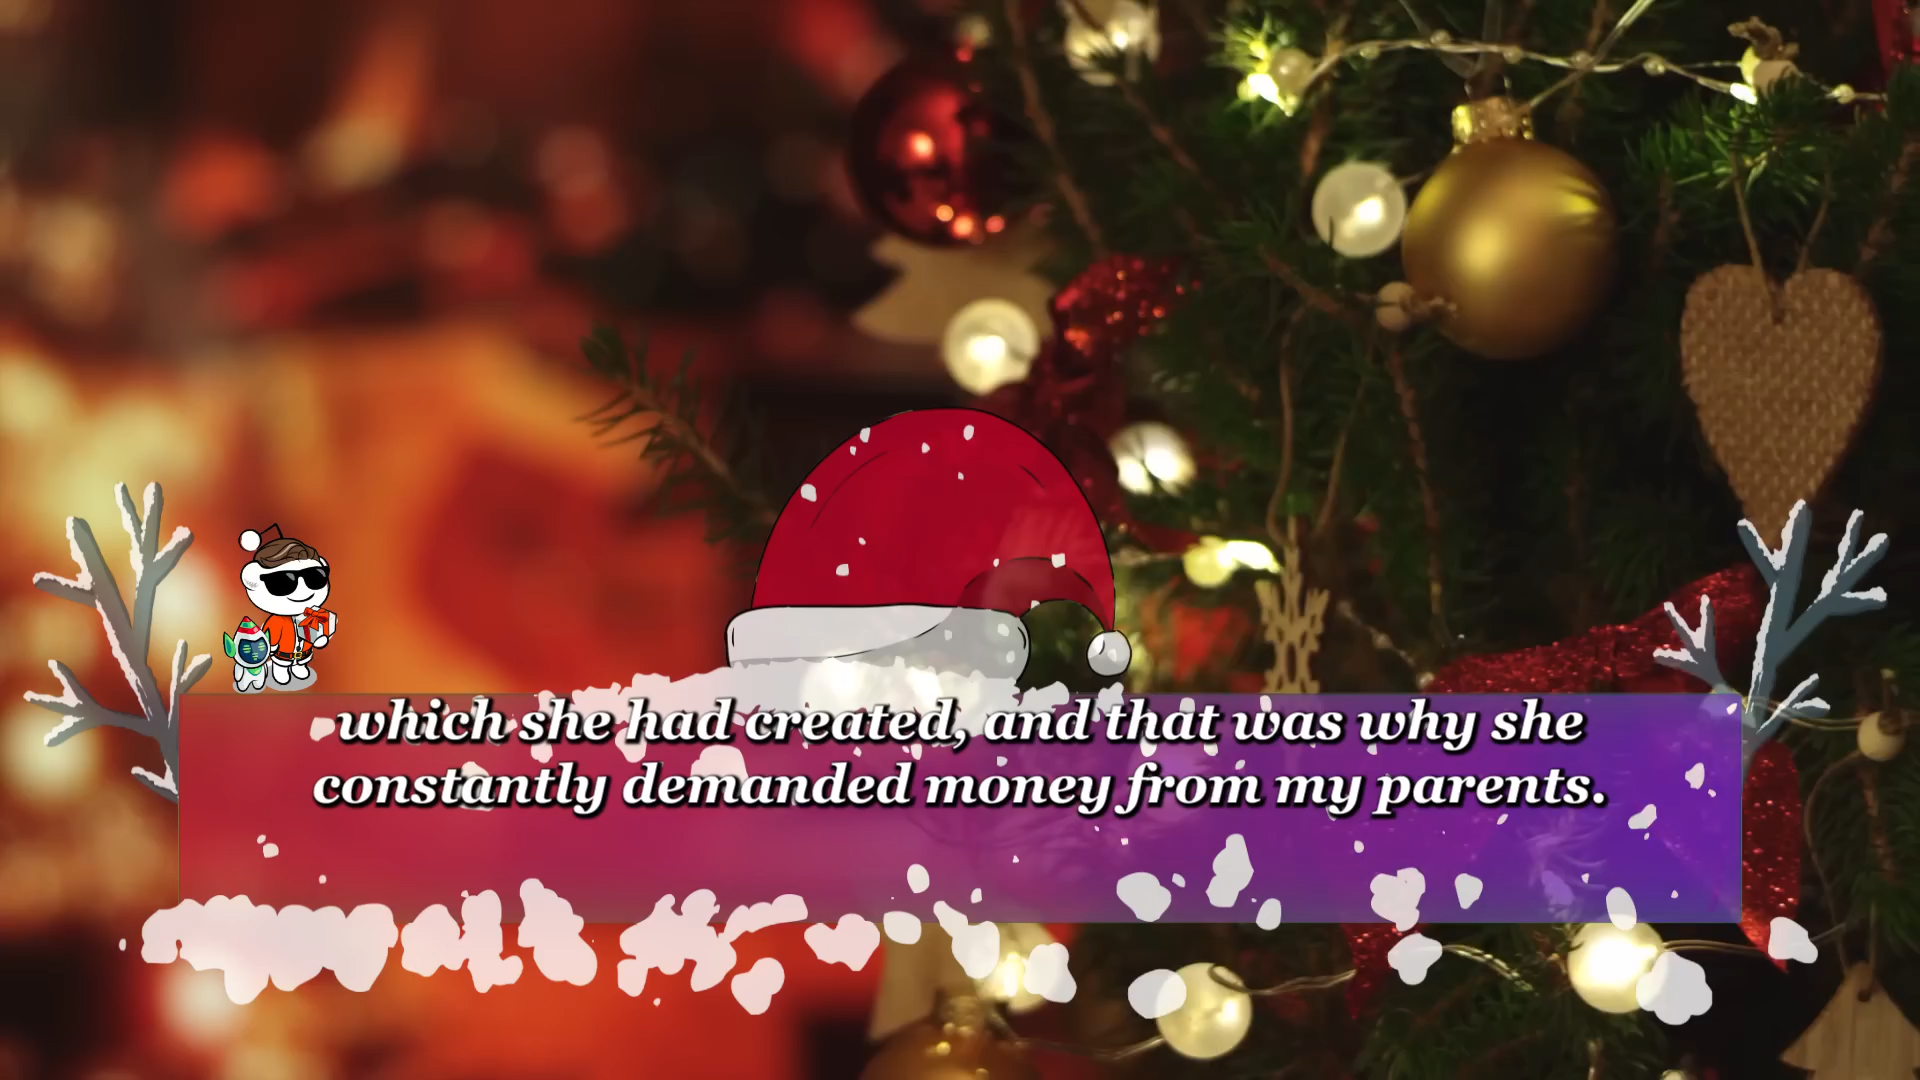 which she had created, and that was why she
constantly demanded money from my parents.